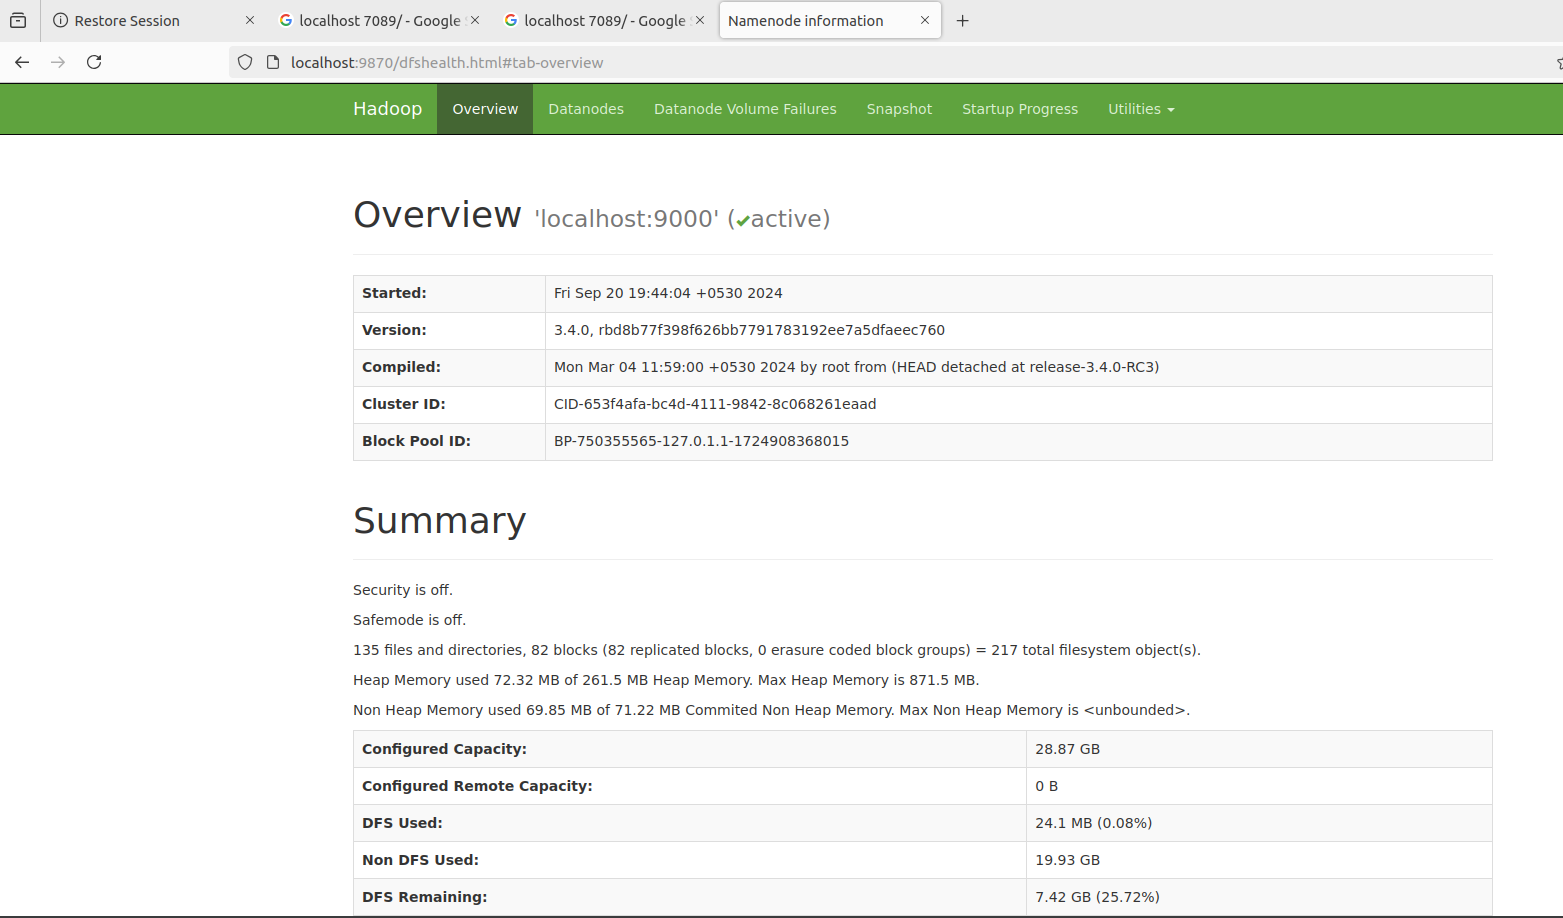 Restore Session
localhost 7089/ - Google
localhost 7089/ - Google
Namenode information
localhost:9870/dfshealth.html#tab-overview
Hadoop Overview Datanodes Datanode Volume Failures Snapshot Startup Progress Utilities
Overview 'localhost:9000' (✔active)
Started: Fri Sep 20 19:44:04 +0530 2024
Version: 3.4.0, rbd8b77f398f626bb7791783192ee7a5dfaeec760
Compiled: Mon Mar 04 11:59:00 +0530 2024 by root from (HEAD detached at release-3.4.0-RC3)
Cluster ID: CID-653f4afa-bc4d-4111-9842-8c068261eaad
Block Pool ID: BP-750355565-127.0.1.1-1724908368015
Summary
Security is off.
Safemode is off.
135 files and directories, 82 blocks (82 replicated blocks, 0 erasure coded block groups) = 217 total filesystem object(s).
Heap Memory used 72.32 MB of 261.5 MB Heap Memory. Max Heap Memory is 871.5 MB.
Non Heap Memory used 69.85 MB of 71.22 MB Commited Non Heap Memory. Max Non Heap Memory is <unbounded>.
Configured Capacity: 28.87 GB
Configured Remote Capacity: 0 B
DFS Used: 24.1 MB (0.08%)
Non DFS Used: 19.93 GB
DFS Remaining: 7.42 GB (25.72%)